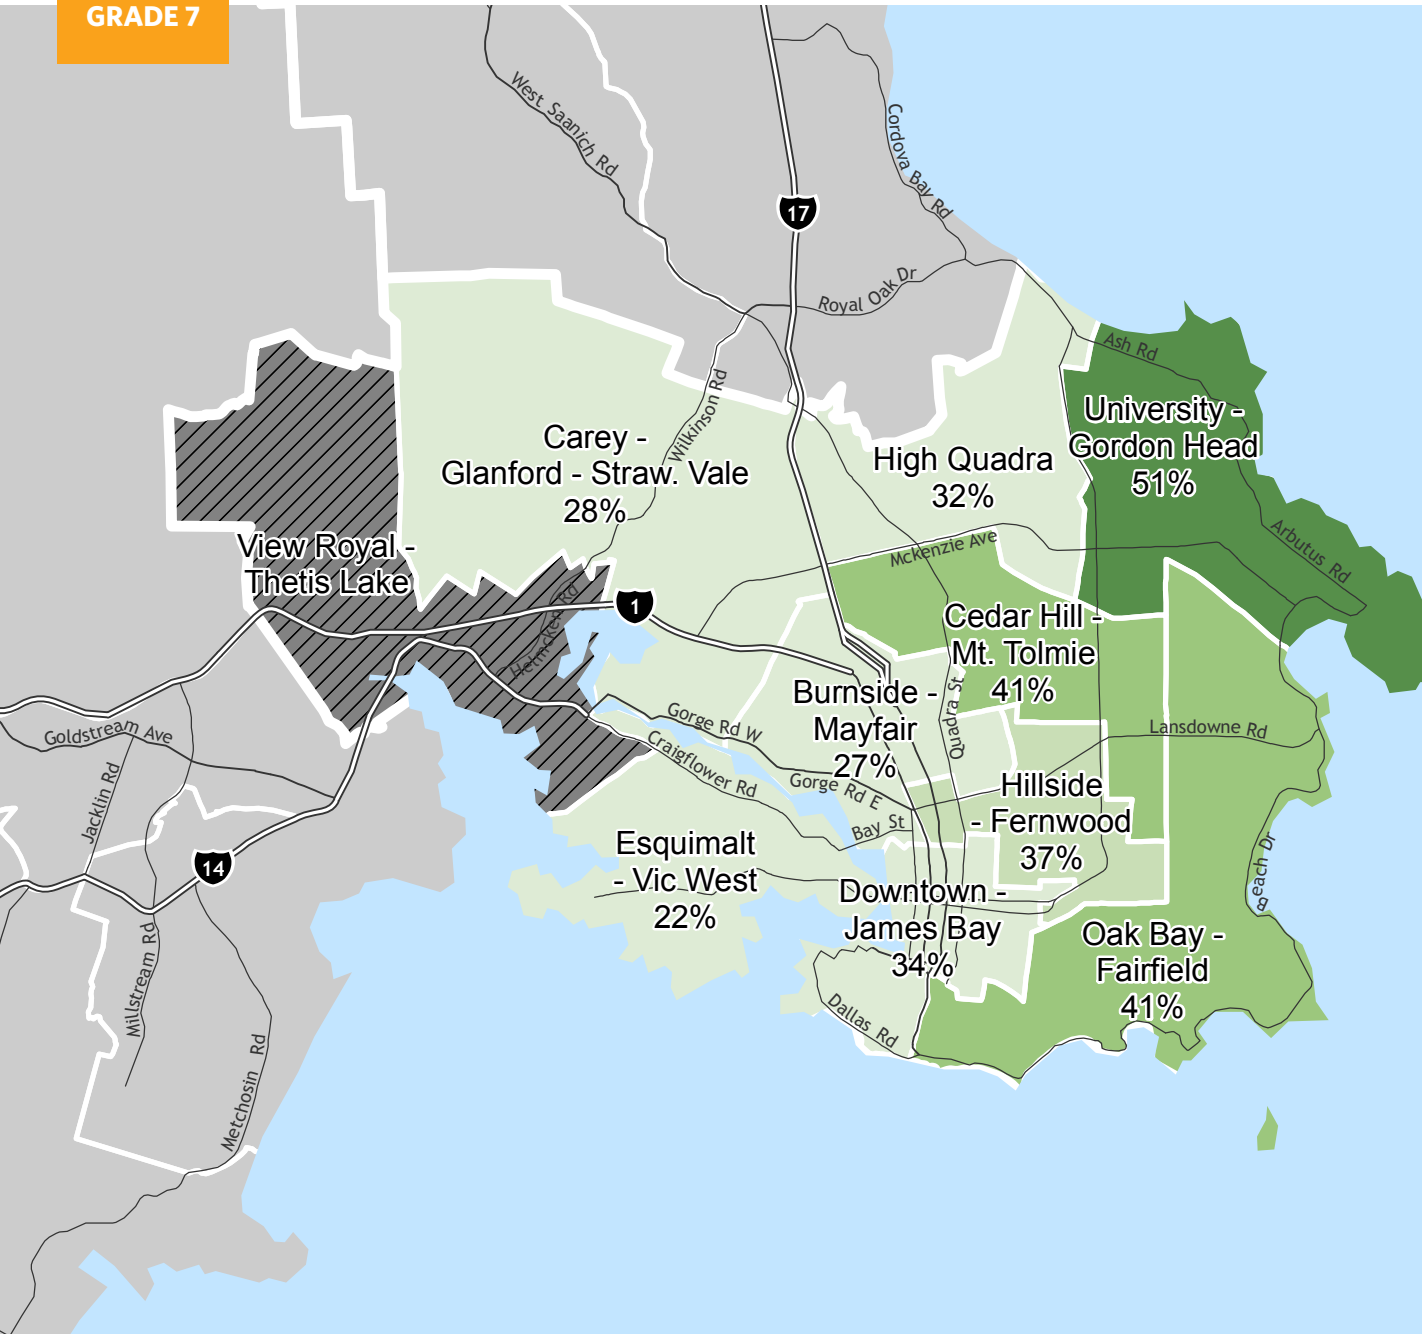 GRADE 7
West Saanich Rd
Cordova Bay Rd
17
Royal Oak Dr
Ash Rd
Wilkinson Rd
University -
Gordon Head
51%
Carey -
Glanford - Straw. Vale
28%
High Quadra
32%
Arbutus Rd
Mckenzie Ave
View Royal -
Thetis Lake
Helmcken Rd
1
Cedar Hill -
Mt. Tolmie
41%
Burnside -
Mayfair
27%
Quadra St
Gorge Rd W
Lansdowne Rd
Goldstream Ave
Craigflower Rd
Gorge Rd E
Jacklin Rd
Hillside
- Fernwood
37%
Bay St
Esquimalt
- Vic West
22%
14
Beach Dr
Downtown -
James Bay
34%
Oak Bay -
Fairfield
41%
Millstream Rd
Dallas Rd
Metchosin Rd